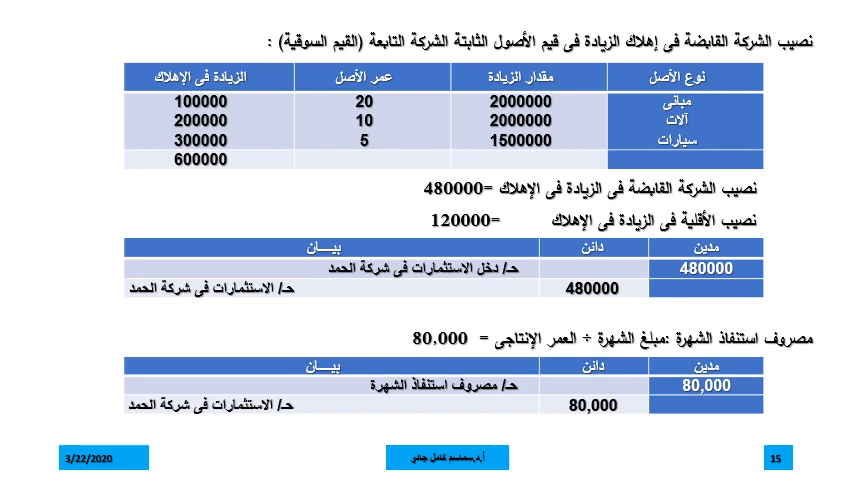 نصيب الشركة القابضة فى إهلاك الزيادة فى قيم الأصول الثابتة الشركة التابعة (القيم السوقية) :
نوع الأصل مقدار الزيادة عمر الأصل الزيادة فى الإهلاك
مبانى 2000000 20 100000
آلات 2000000 10 200000
سيارات 1500000 5 300000
600000
نصيب الشركة القابضة فى الزيادة فى الإهلاك =480000
نصيب الأقلية فى الزيادة فى الإهلاك =120000
مدين دائن بيــــان
480000 حـ/ دخل الاستثمارات فى شركة الحمد
480000 حـ/ الاستثمارات فى شركة الحمد
مصروف استنفاذ الشهرة :مبلغ الشهرة ÷ العمر الإنتاجى = 80,000
مدين دائن بيــــان
80,000 حـ/ مصروف استنفاذ الشهرة
80,000 حـ/ الاستثمارات فى شركة الحمد
3/22/2020 كامل 15